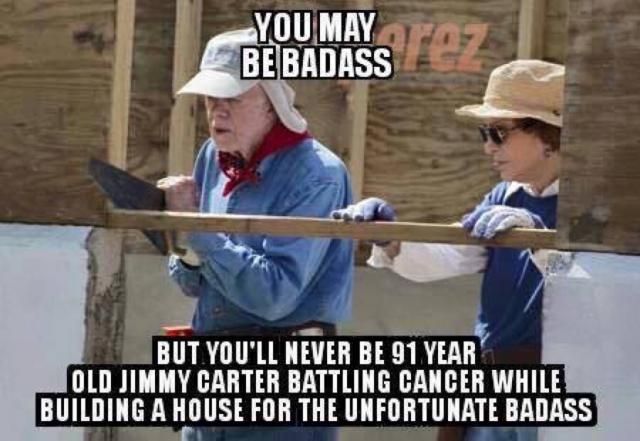 YOU MAY
BE BADASS
erez
BUT YOU'LL NEVER BE 91 YEAR
OLD JIMMY CARTER BATTLING CANCER WHILE
BUILDING A HOUSE FOR THE UNFORTUNATE BADASS